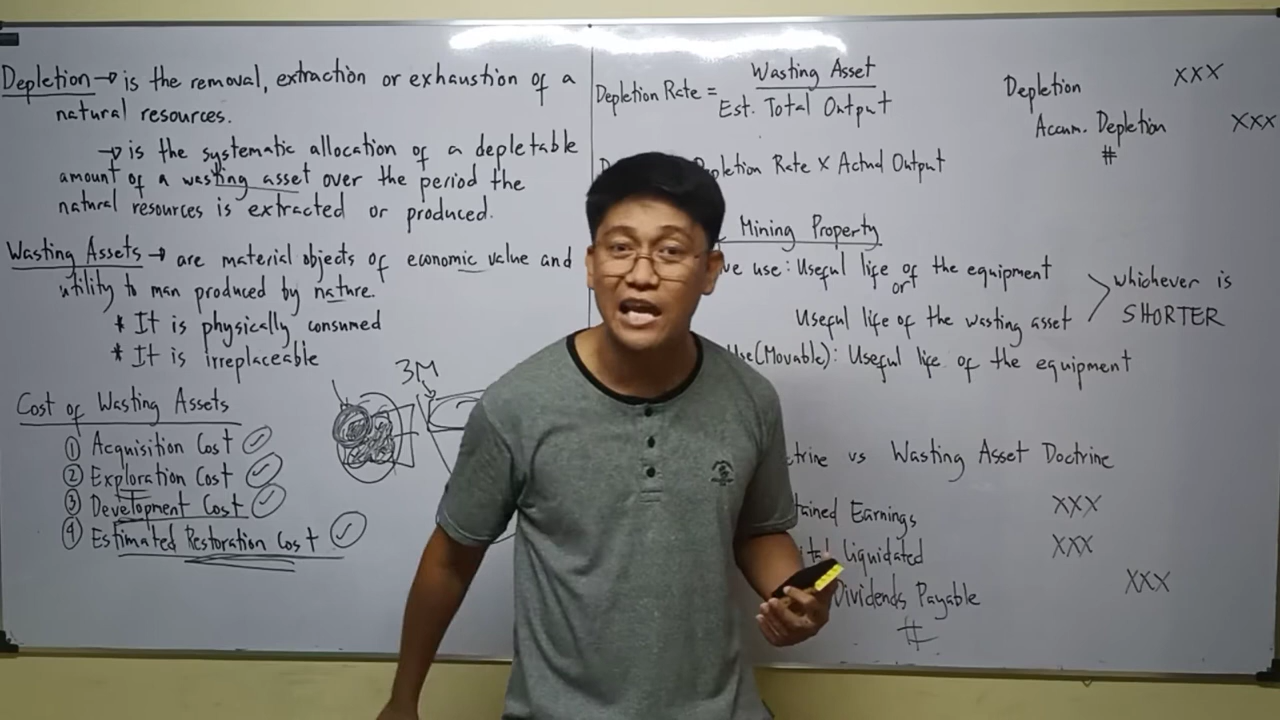 Depletion → is the removal, extraction or exhaustion of a
natural resources.
→ is the systematic allocation of a depletable
amount of a wasting asset over the period the
natural resources is extracted or produced.
Wasting Assets → are material objects of economic value and
utility to man produced by nature.
* It is physically consumed
* It is irreplaceable
Cost of Wasting Assets
① Acquisition Cost ✓
② Exploration Cost ✓
③ Development Cost ✓
④ Estimated Restoration Cost ✓
3M
Depletion Rate = Wasting Asset
Est. Total Output
Rate X Actual Output
Depletion XXX
Accum. Depletion XXX
#
Mining Property
use: Useful life of the equipment
or
Useful life of the wasting asset
whichever is
SHORTER
(Movable): Useful life of the equipment
vs Wasting Asset Doctrine
Earnings XXX
liquidated XXX
Dividends Payable XXX
#